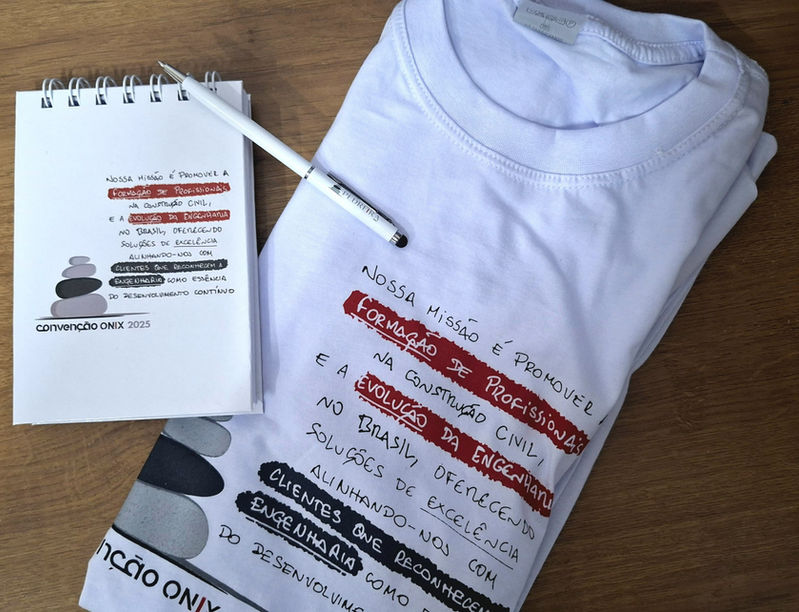 NOSSA MISSÃO É PROMOVER A
FORMAÇÃO DE PROFISSIONAIS
NA CONSTRUÇÃO CIVIL,
E A EVOLUÇÃO DA ENGENHARIA
NO BRASIL, OFERECENDO
SOLUÇÕES DE EXCELÊNCIA
ALINHANDO-NOS COM
CLIENTES QUE RECONHECEM A
ENGENHARIA COMO ESSÊNCIA
DO DESENVOLVIMENTO CONTÍNUO
convenção ONIX 2025
PEDREIRA
NOSSA MISSÃO É PROMOVER A
FORMAÇÃO DE PROFISSIONAIS
NA CONSTRUÇÃO CIVIL,
E A EVOLUÇÃO DA ENGENHARIA
NO BRASIL, OFERECENDO
SOLUÇÕES DE EXCELÊNCIA
ALINHANDO-NOS COM
CLIENTES QUE RECONHECEM
ENGENHARIA COMO
DO DESENVOLVIME
nção ONIX